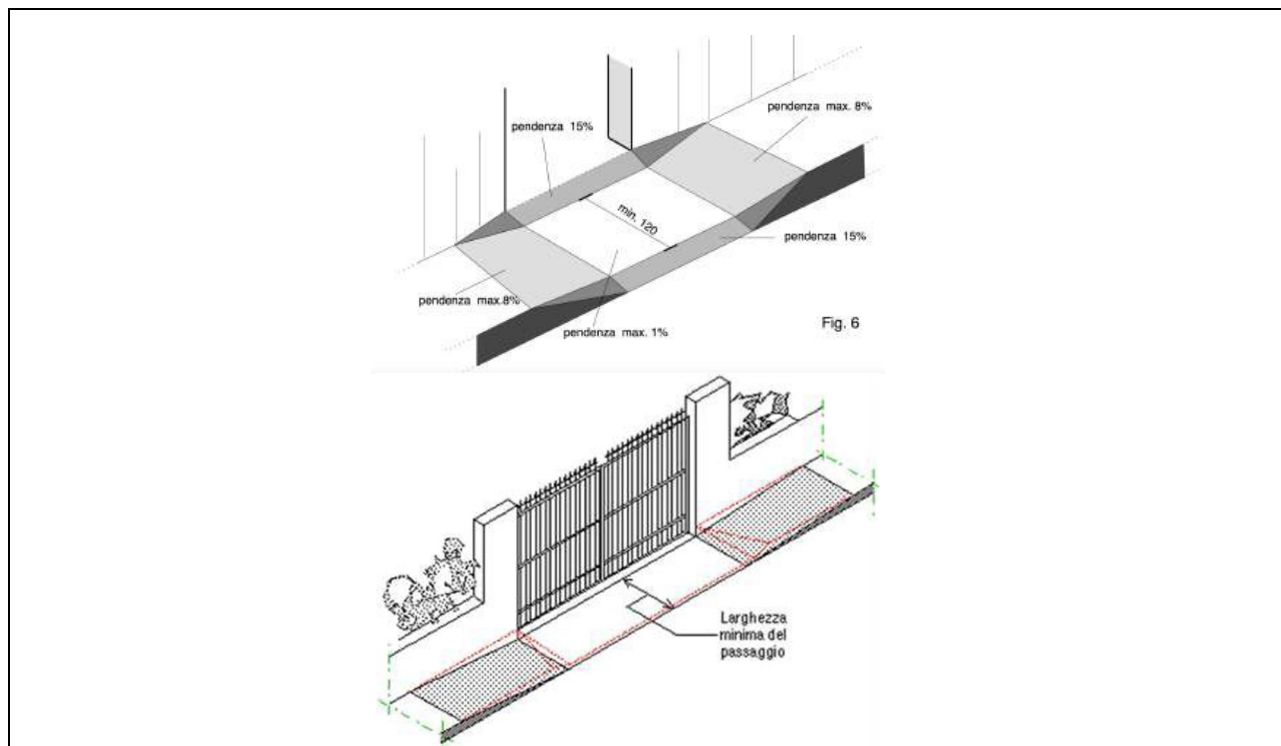 pendenza 15%
pendenza max. 8%
min. 120
pendenza 15%
pendenza max.8%
pendenza max. 1%
Fig. 6
Larghezza
minima del
passaggio